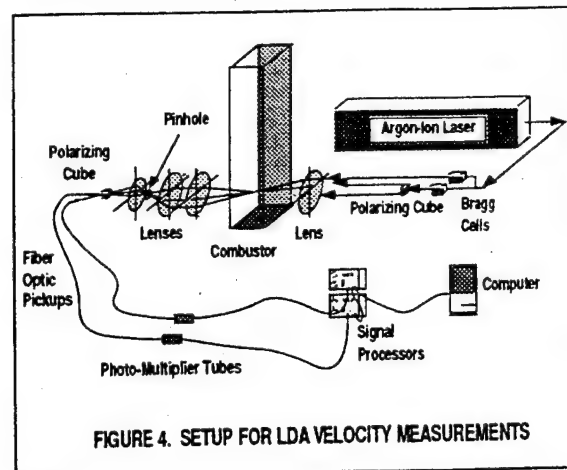 Pinhole
Argon-Ion Laser
Polarizing
Cube
Lenses
Combustor
Lens
Polarizing Cube
Bragg
Cells
Fiber
Optic
Pickups
Computer
Signal
Processors
Photo-Multiplier Tubes
FIGURE 4. SETUP FOR LDA VELOCITY MEASUREMENTS